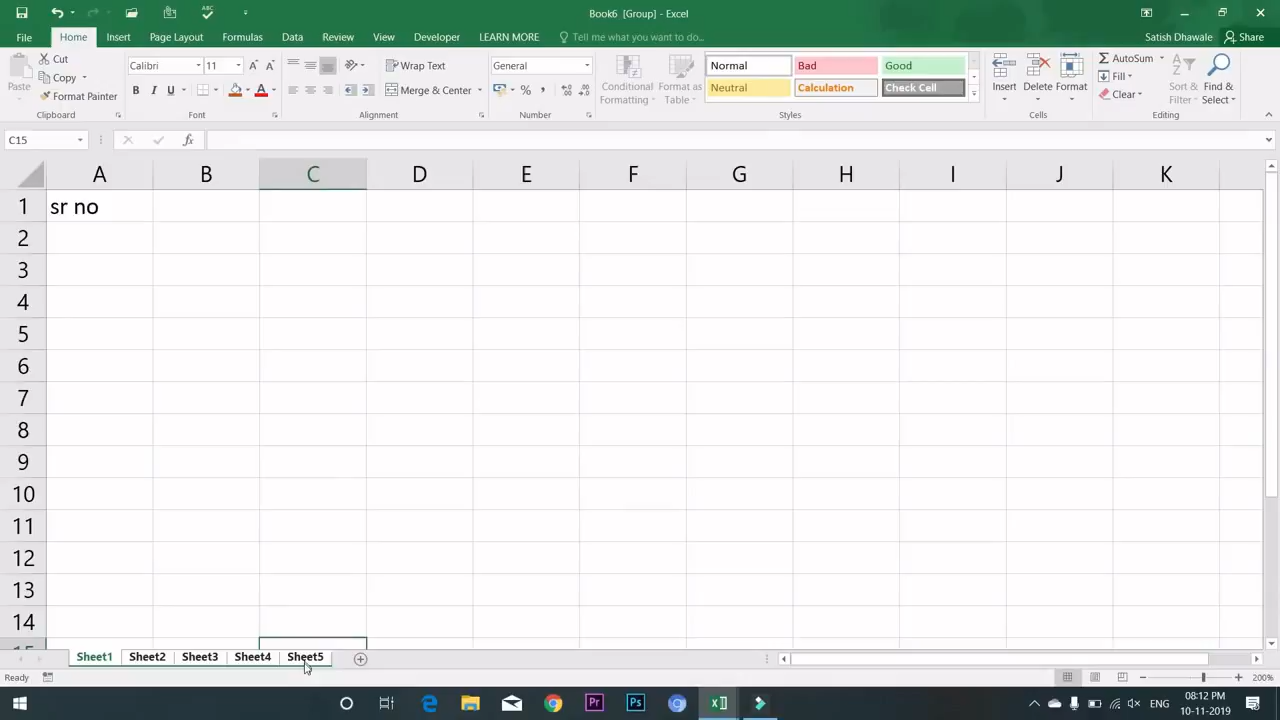 Book6 [Group] - Excel
File Home Insert Page Layout Formulas Data Review View Developer LEARN MORE Tell me what you want to do... Satish Dhawale Share
Paste Cut Copy Format Painter Clipboard
Calibri 11 A A B I U A Font
Wrap Text Merge & Center Alignment
General % , Number
Conditional Formatting Format as Table Normal Bad Good Neutral Calculation Check Cell Styles
Insert Delete Format Cells
AutoSum Fill Clear Sort & Filter Find & Select Editing
C15 fx
A B C D E F G H I J K
1 sr no
2
3
4
5
6
7
8
9
10
11
12
13
14
Sheet1 Sheet2 Sheet3 Sheet4 Sheet5
Ready 200%
Pr Ps ENG 08:12 PM
10-11-2019